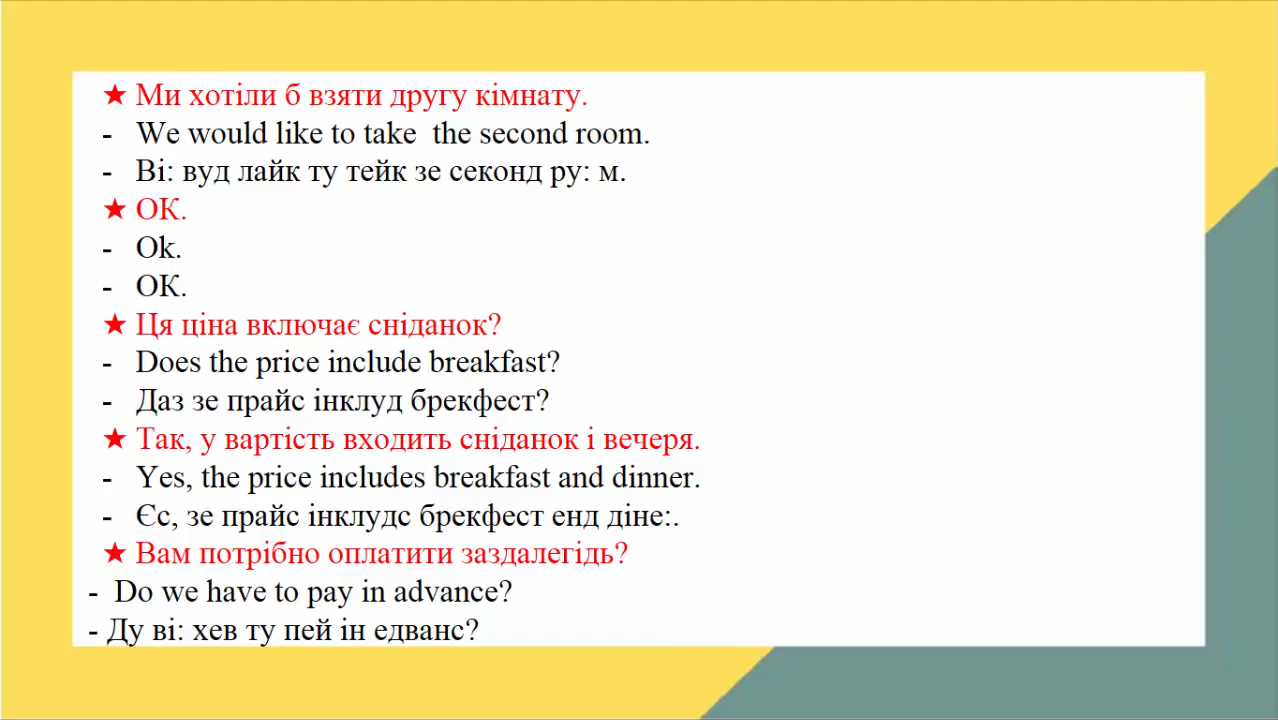 ★ Ми хотіли б взяти другу кімнату.
- We would like to take  the second room.
- Ві: вуд лайк ту тейк зе секонд ру: м.
★ ОК.
- Ok.
- ОК.
★ Ця ціна включає сніданок?
- Does the price include breakfast?
- Даз зе прайс інклуд брекфест?
★ Так, у вартість входить сніданок і вечеря.
- Yes, the price includes breakfast and dinner.
- Єс, зе прайс інклудс брекфест енд діне:.
★ Вам потрібно оплатити заздалегідь?
- Do we have to pay in advance?
- Ду ві: хев ту пей ін едванс?